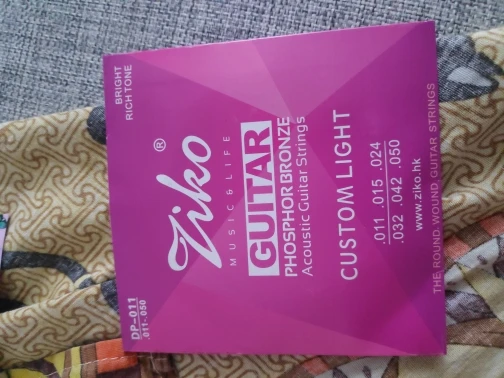 BRIGHT
RICH TONE
Ziko®
MUSIC & LIFE
GUITAR
PHOSPHOR BRONZE
Acoustic Guitar Strings
CUSTOM LIGHT
.011 .015 .024
.032 .042 .050
www.ziko.hk
THE ROUND WOUND GUITAR STRINGS
DP-011
.011-.050